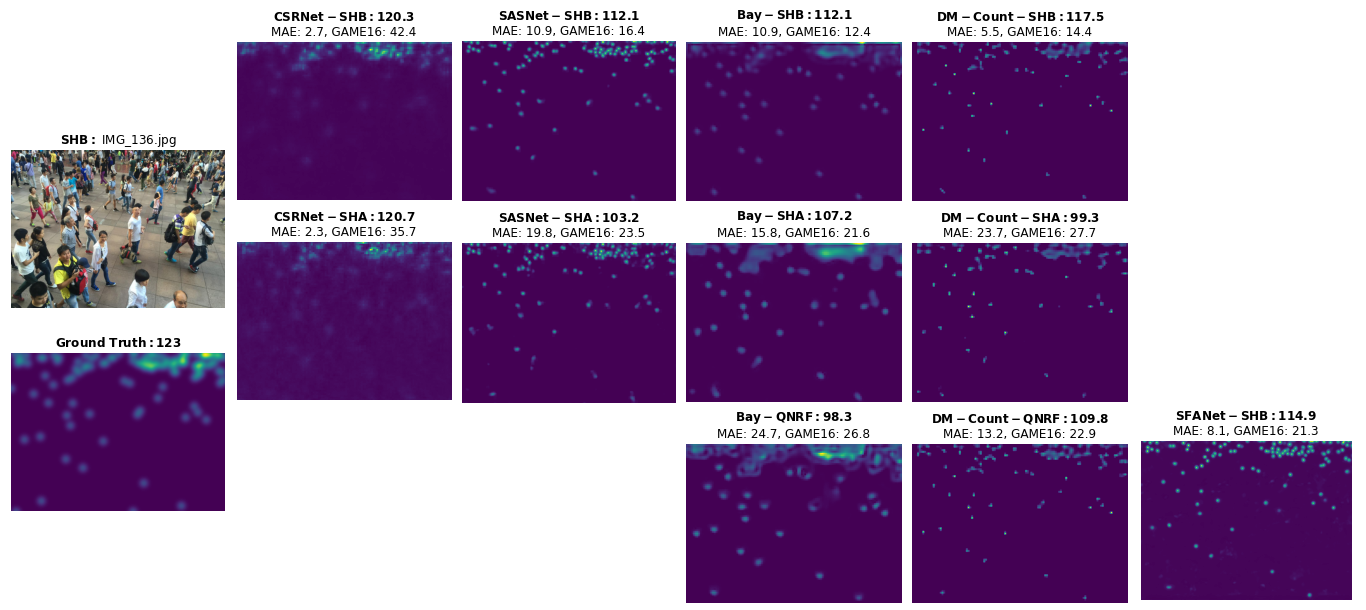 CSRNet−SHB: 120.3
MAE: 2.7, GAME16: 42.4
SASNet−SHB: 112.1
MAE: 10.9, GAME16: 16.4
Bay−SHB: 112.1
MAE: 10.9, GAME16: 12.4
DM−Count−SHB: 117.5
MAE: 5.5, GAME16: 14.4
SHB: IMG_136.jpg
CSRNet−SHA: 120.7
MAE: 2.3, GAME16: 35.7
SASNet−SHA: 103.2
MAE: 19.8, GAME16: 23.5
Bay−SHA: 107.2
MAE: 15.8, GAME16: 21.6
DM−Count−SHA: 99.3
MAE: 23.7, GAME16: 27.7
Ground Truth: 123
Bay−QNRF: 98.3
MAE: 24.7, GAME16: 26.8
DM−Count−QNRF: 109.8
MAE: 13.2, GAME16: 22.9
SFANet−SHB: 114.9
MAE: 8.1, GAME16: 21.3